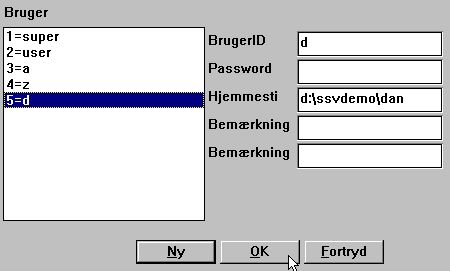 Bruger
1=super
2=user
3=a
4=z
5=d
BrugerID d
Password
Hjemmesti d:\ssvdemo\dan
Bemærkning
Bemærkning
Ny OK Fortryd